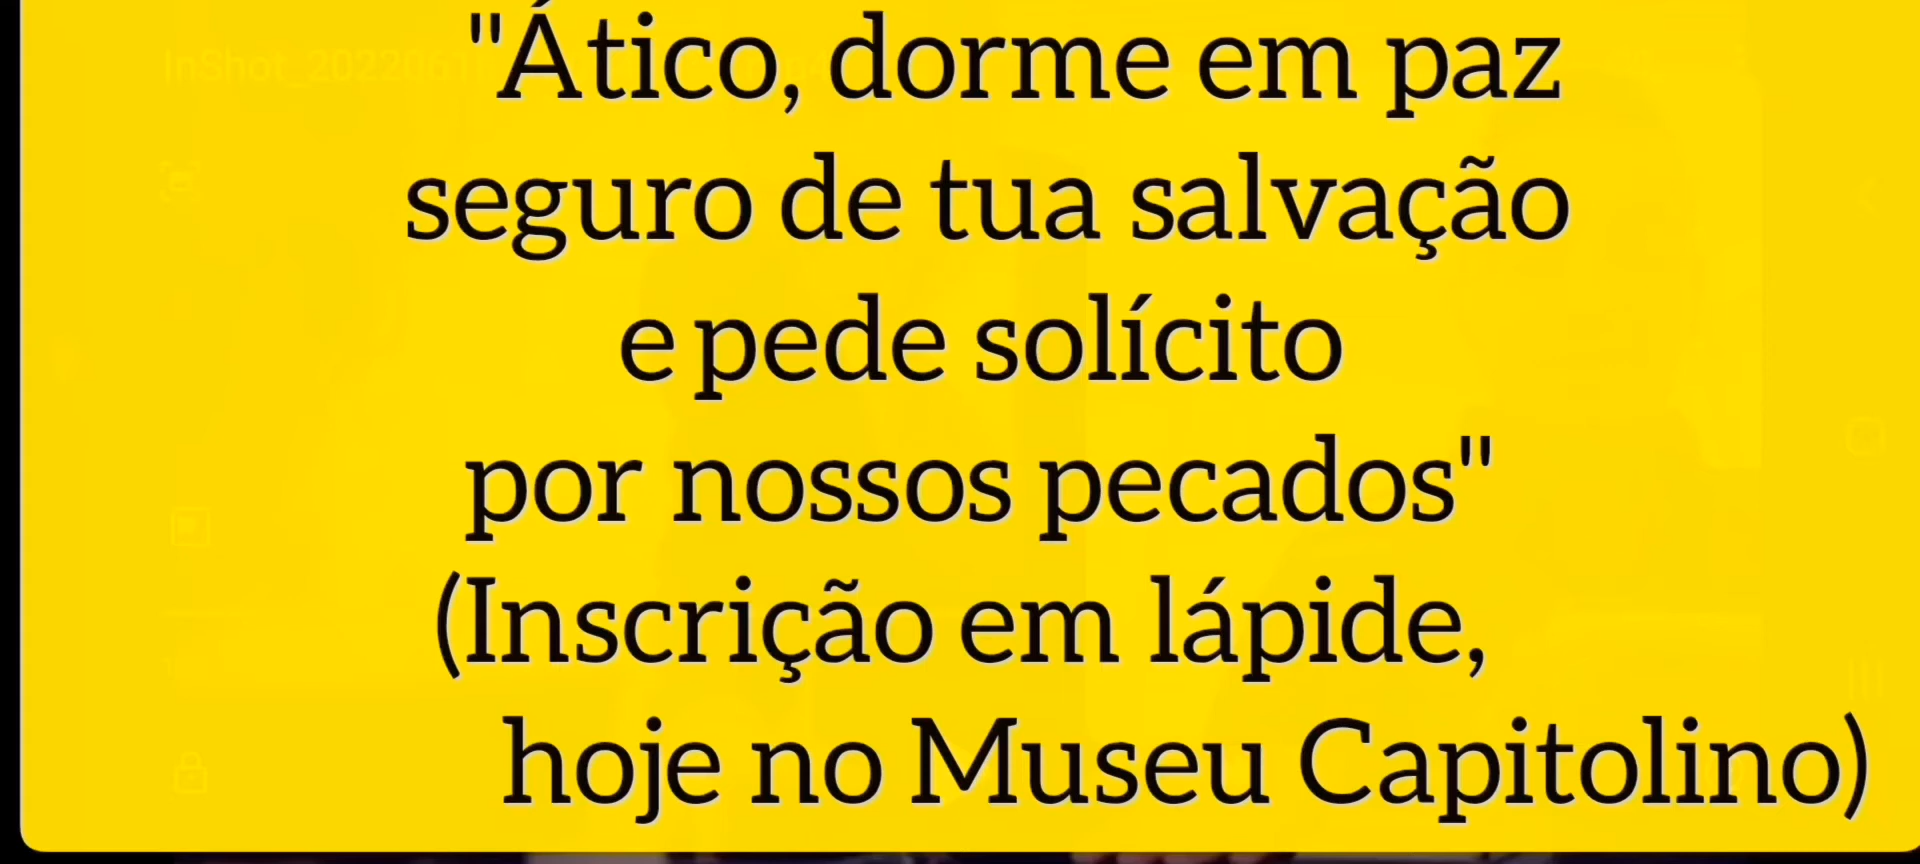 InShot_2022061
"Ático, dorme em paz
seguro de tua salvação
e pede solícito
por nossos pecados"
(Inscrição em lápide,
hoje no Museu Capitolino)